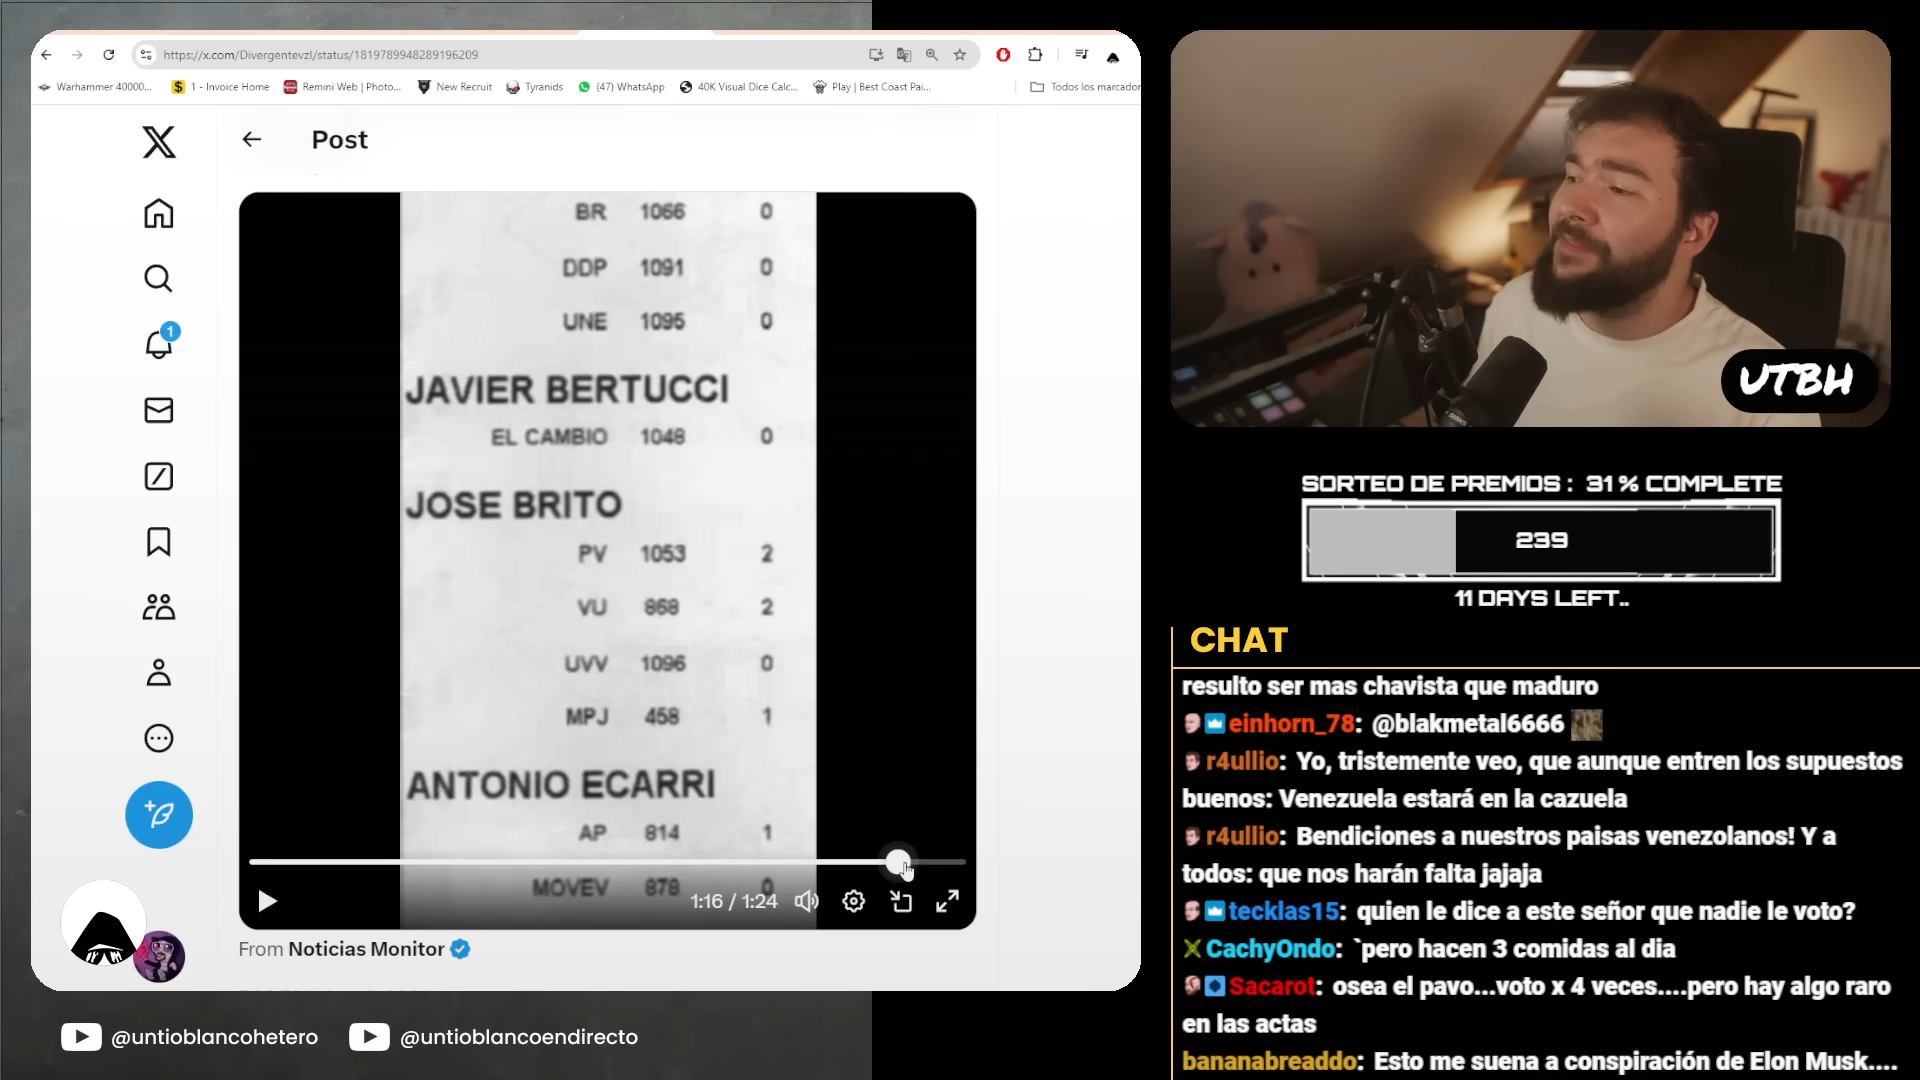 https://x.com/Divergentevzl/status/1819789948289196209
Warhammer 40000...
1 - Invoice Home
Remini Web | Photo...
New Recruit
Tyranids
(47) WhatsApp
40K Visual Dice Calc...
Play | Best Coast Pai...
Todos los marcador
Post
1
BR 1066 0
DDP 1091 0
UNE 1095 0
JAVIER BERTUCCI
EL CAMBIO 1048 0
JOSE BRITO
PV 1053 2
VU 868 2
UVV 1096 0
MPJ 458 1
ANTONIO ECARRI
AP 814 1
MOVEV 878 0
1:16 / 1:24
From Noticias Monitor
@untioblancohetero
@untioblancoendirecto
UTBH
SORTEO DE PREMIOS : 31% COMPLETE
239
11 DAYS LEFT..
CHAT
resulto ser mas chavista que maduro
einhorn_78: @blakmetal6666
r4ullio: Yo, tristemente veo, que aunque entren los supuestos
buenos: Venezuela estará en la cazuela
r4ullio: Bendiciones a nuestros paisas venezolanos! Y a
todos: que nos harán falta jajaja
tecklas15: quien le dice a este señor que nadie le voto?
CachyOndo: `pero hacen 3 comidas al dia
Sacarot: osea el pavo...voto x 4 veces....pero hay algo raro
en las actas
bananabreaddo: Esto me suena a conspiración de Elon Musk....